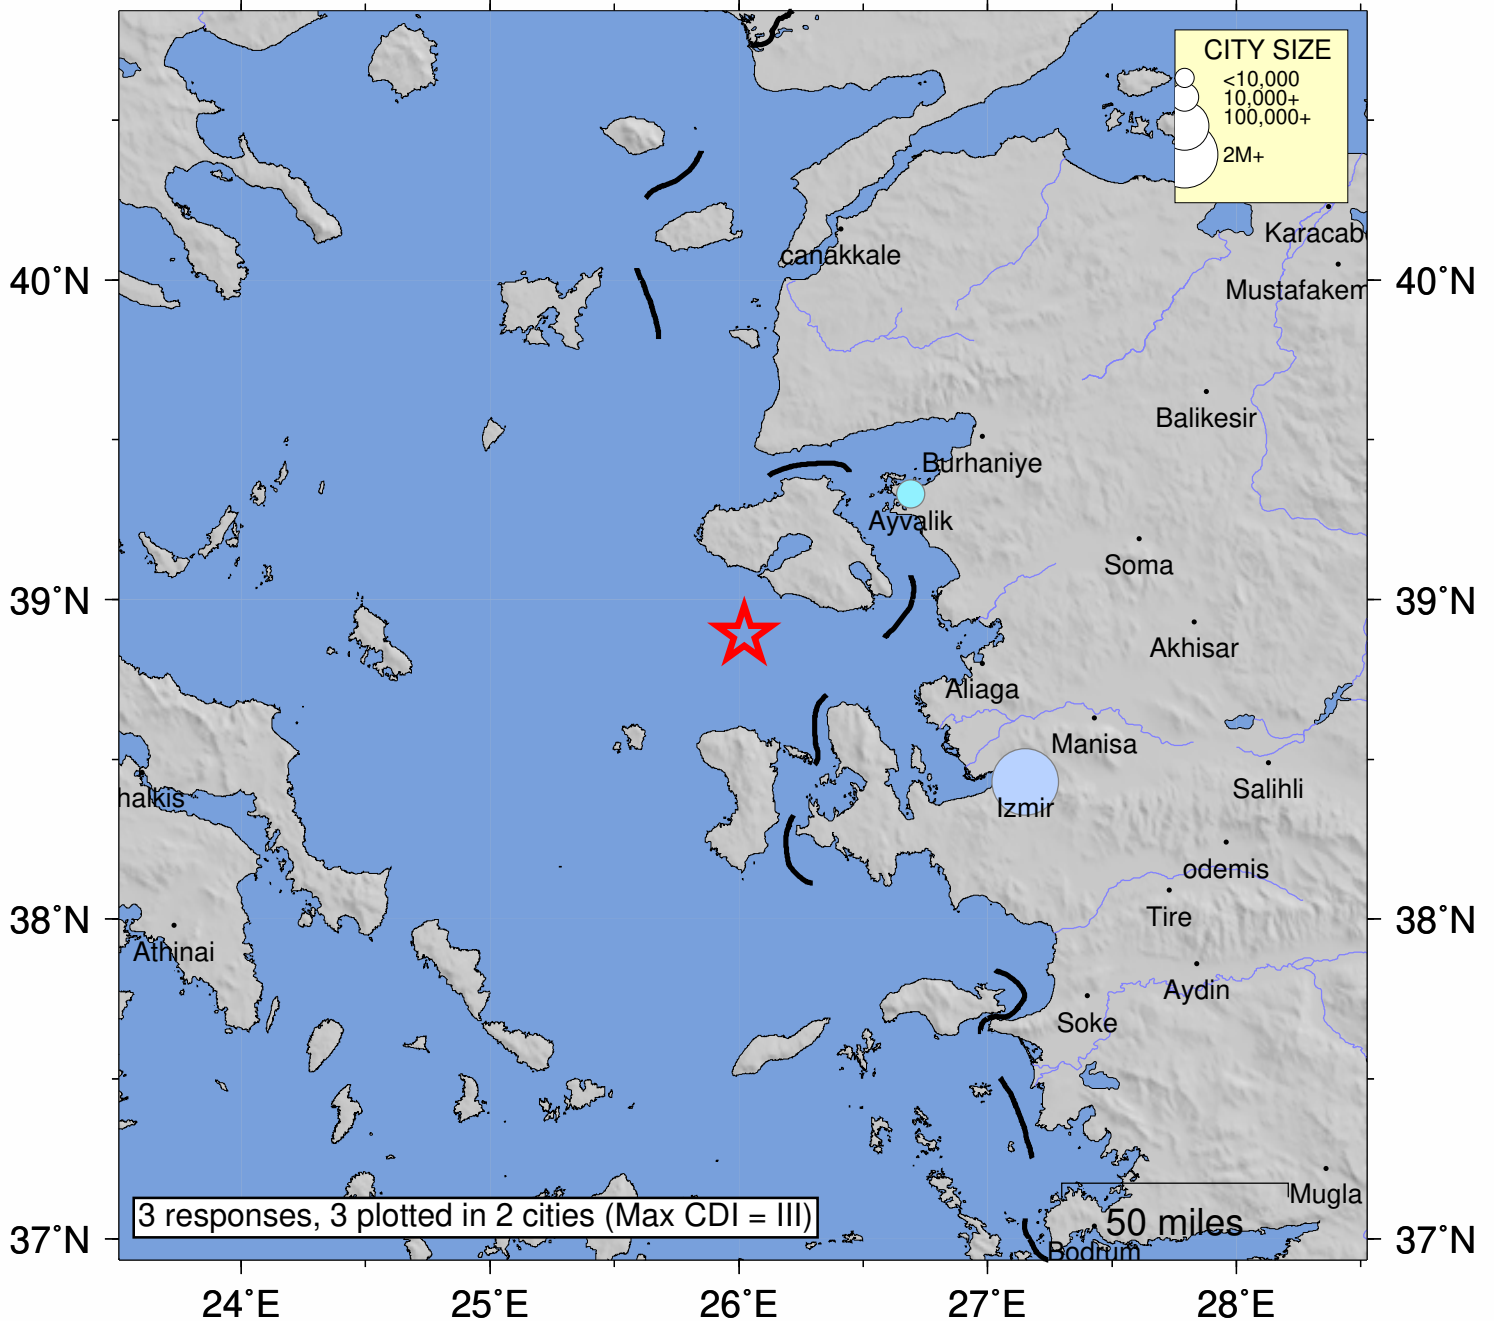 CITY SIZE
<10,000
10,000+
100,000+
2M+
Karacab
canakkale
40˚N
40˚N
Mustafakem
Balikesir
Burhaniye
Ayvalik
Soma
39˚N
39˚N
Akhisar
Aliaga
Manisa
Salihli
halkis
Izmir
odemis
38˚N
38˚N
Tire
Athinai
Aydin
Soke
Mugla
3 responses, 3 plotted in 2 cities (Max CDI = III)
50 miles
37˚N
37˚N
Bodrum
24˚E
25˚E
26˚E
27˚E
28˚E